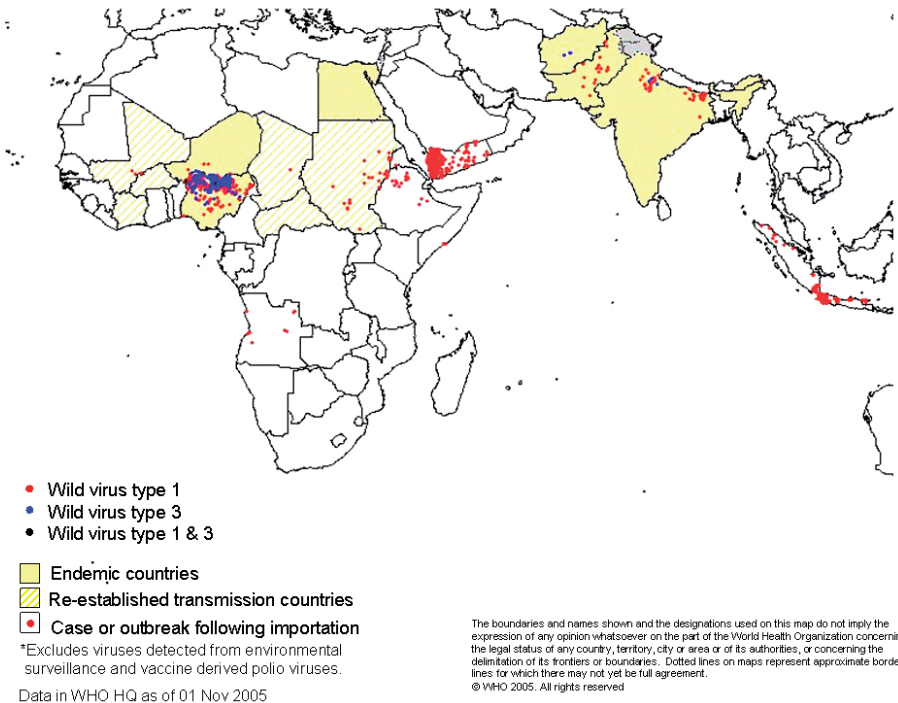 Wild virus type 1
Wild virus type 3
Wild virus type 1 & 3
Endemic countries
Re-established transmission countries
Case or outbreak following importation
*Excludes viruses detected from environmental
surveillance and vaccine derived polio viruses.
Data in WHO HQ as of 01 Nov 2005
The boundaries and names shown and the designations used on this map do not imply the
expression of any opinion whatsoever on the part of the World Health Organization concernin
the legal status of any country, territory, city or area or of its authorities, or concerning the
delimitation of its frontiers or boundaries. Dotted lines on maps represent approximate borde
lines for which there may not yet be full agreement.
© WHO 2005. All rights reserved